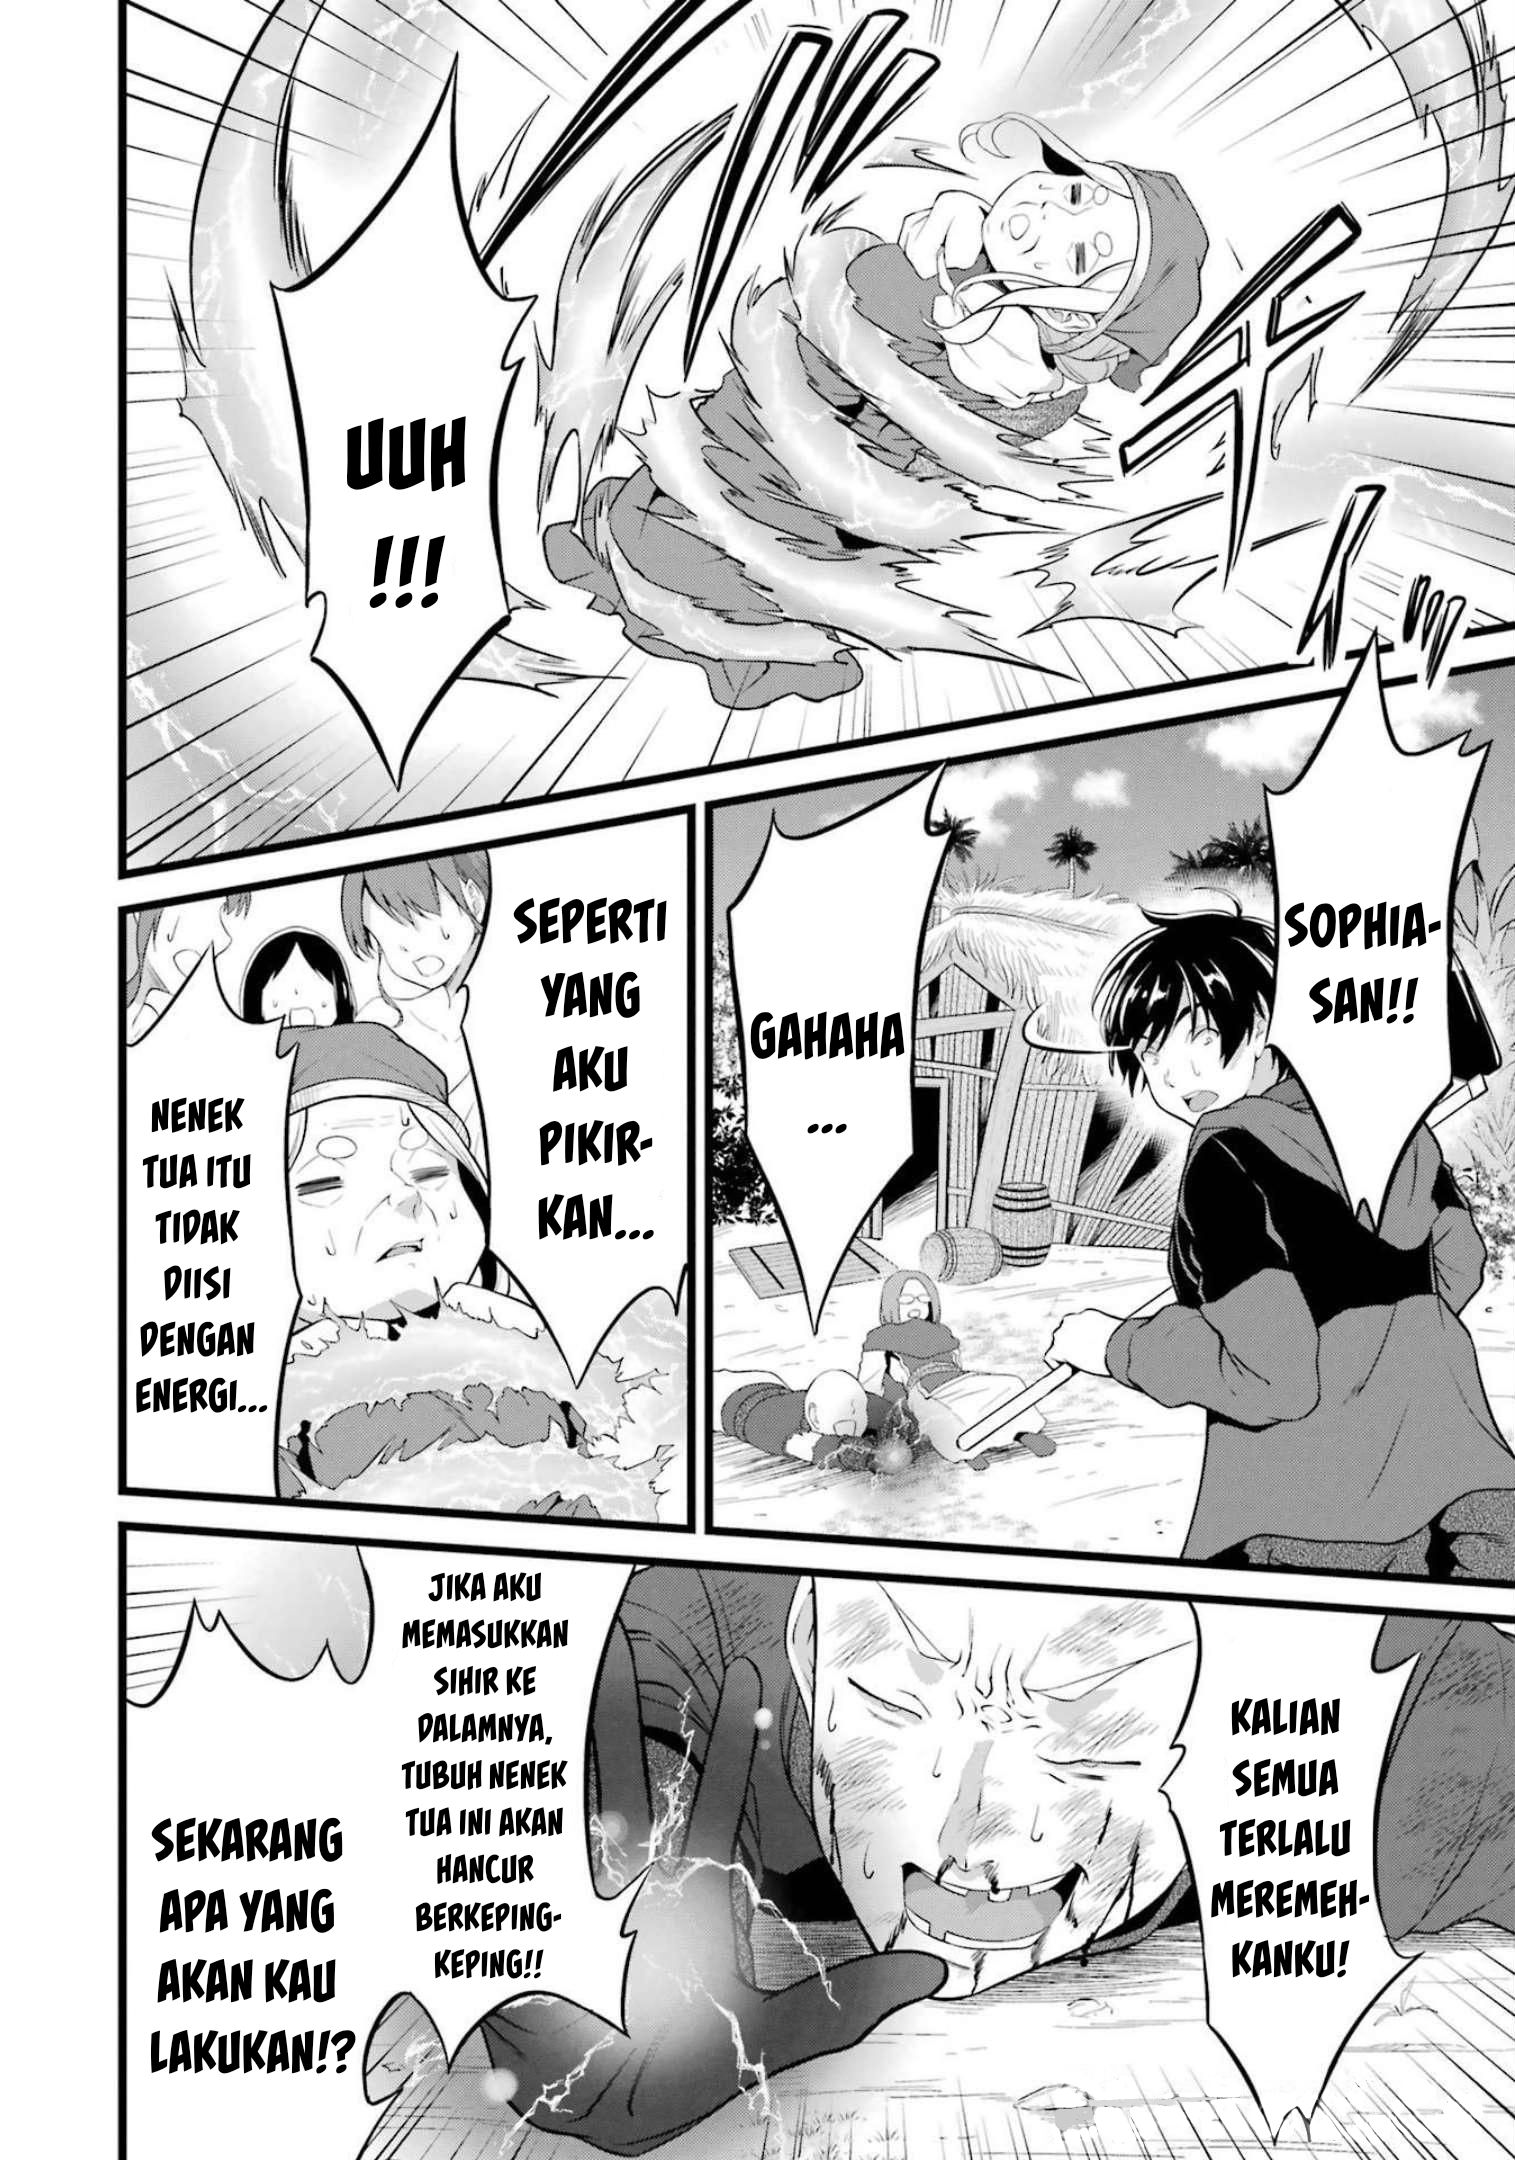 UUH
!!!
SOPHIA-
SAN!!
GAHAHA
...
SEPERTI
YANG
AKU
PIKIR-
KAN...
NENEK
TUA ITU
TIDAK
DIISI
DENGAN
ENERGI...
KALIAN
SEMUA
TERLALU
MEREMEH-
KANKU!
JIKA AKU
MEMASUKKAN
SIHIR KE
DALAMNYA,
TUBUH NENEK
TUA INI AKAN
HANCUR
BERKEPING-
KEPING!!
SEKARANG
APA YANG
AKAN KAU
LAKUKAN!?